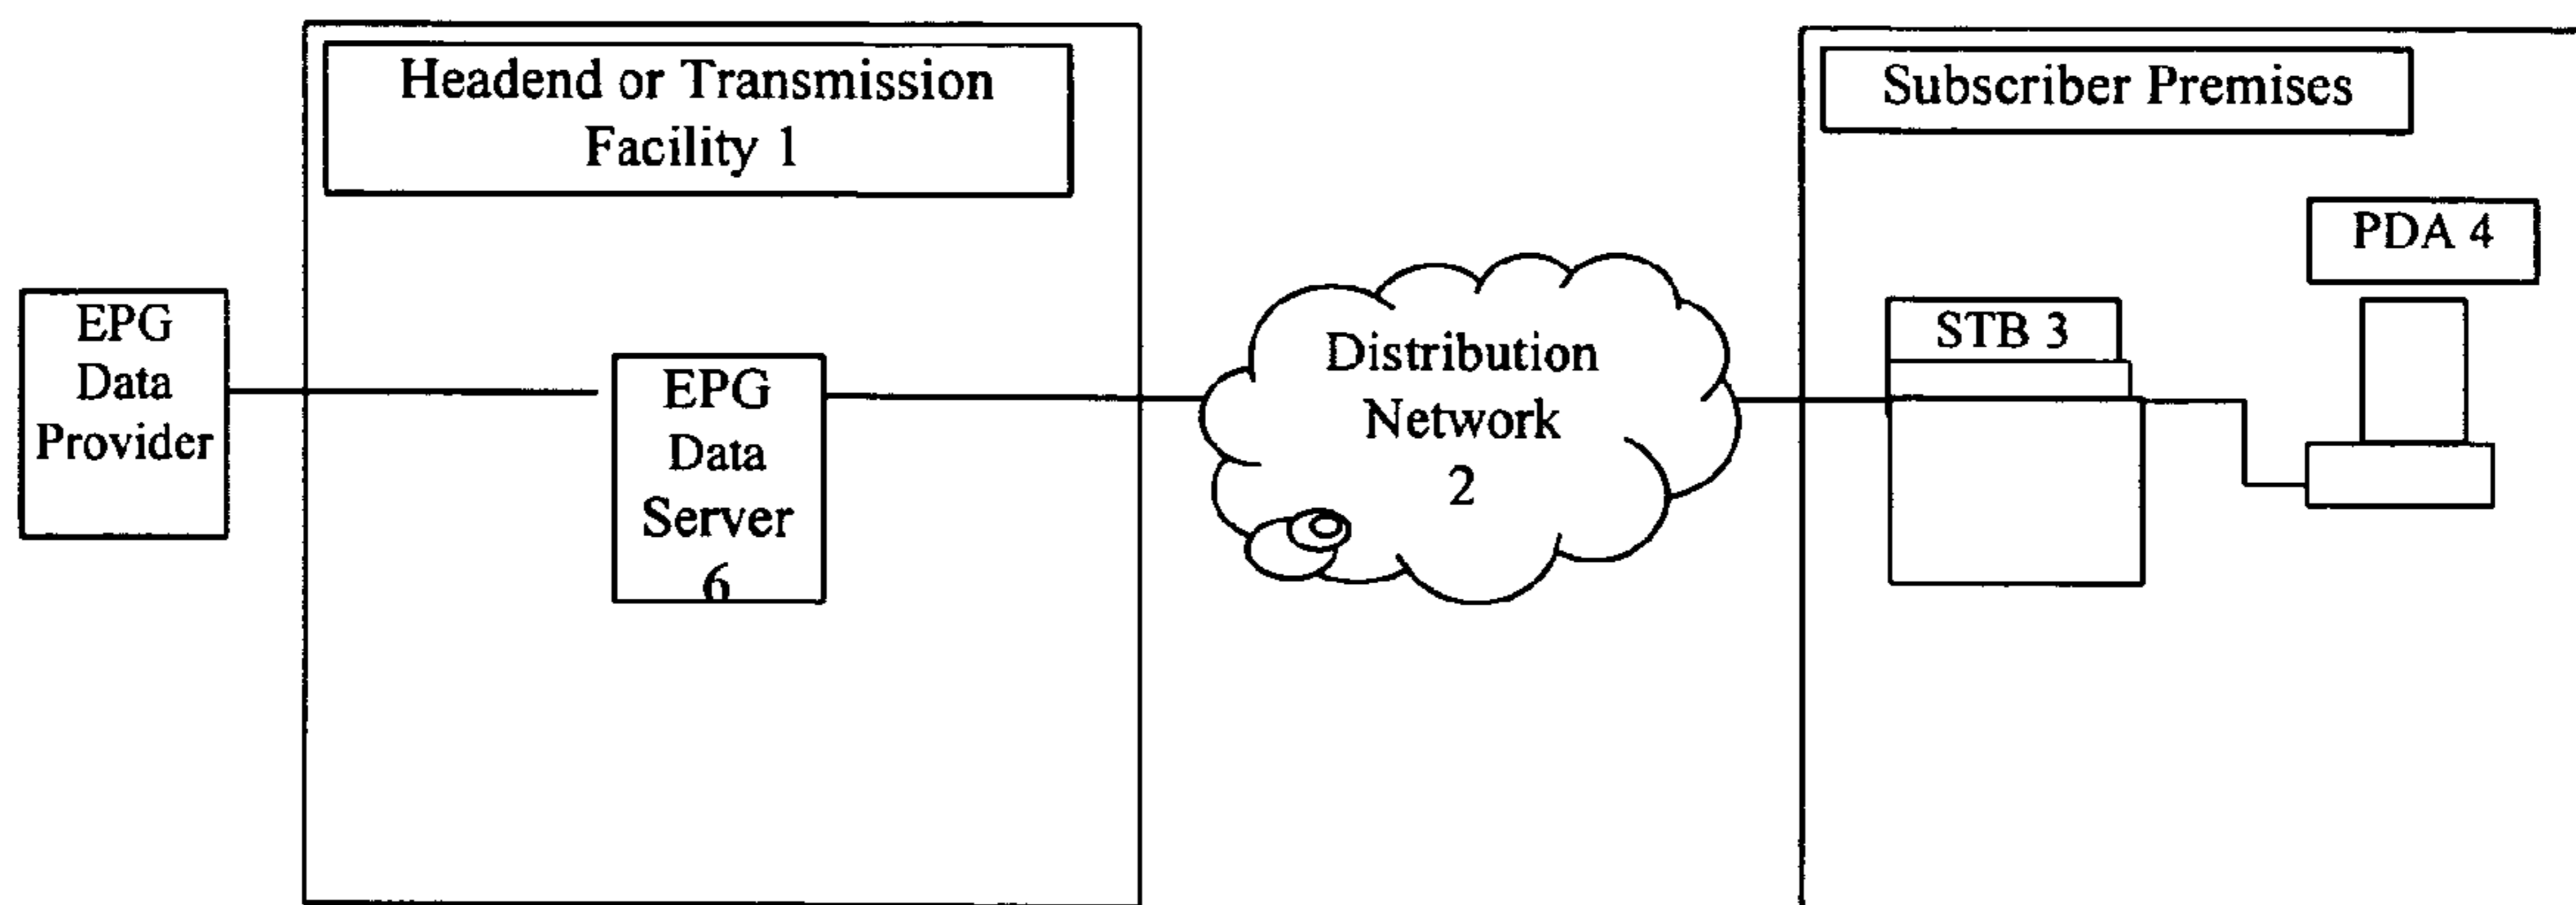 Headend or Transmission
Facility 1
Subscriber Premises
PDA 4
EPG
Data
Provider
EPG
Data
Server
6
Distribution
Network
2
STB 3